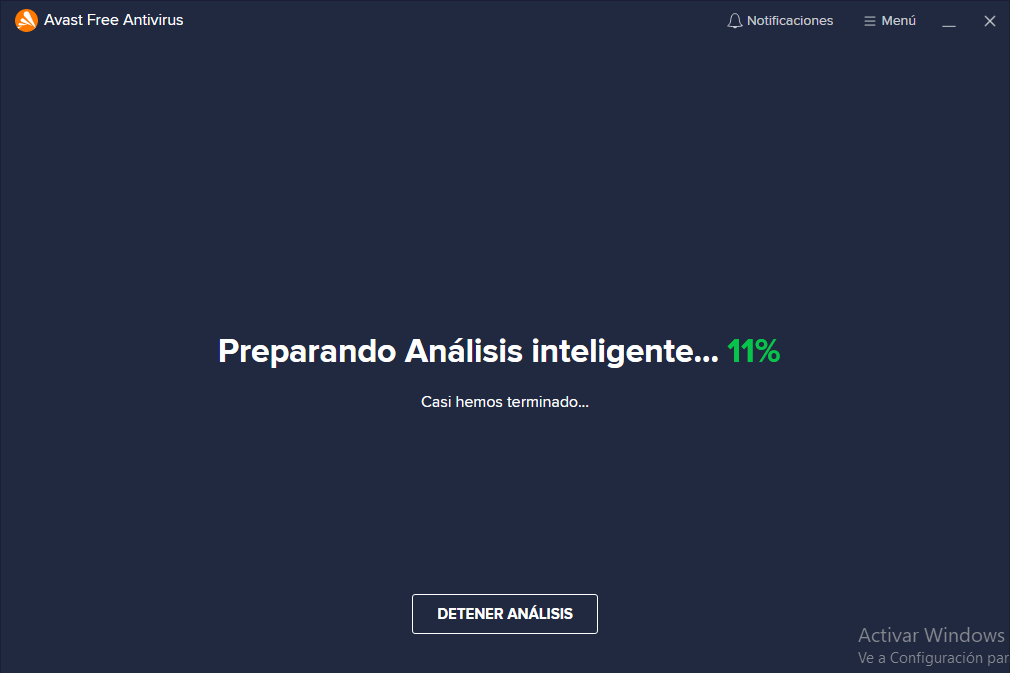 Avast Free Antivirus
Notificaciones
Menú
Preparando Análisis inteligente... 11%
Casi hemos terminado...
DETENER ANÁLISIS
Activar Windows
Ve a Configuración par